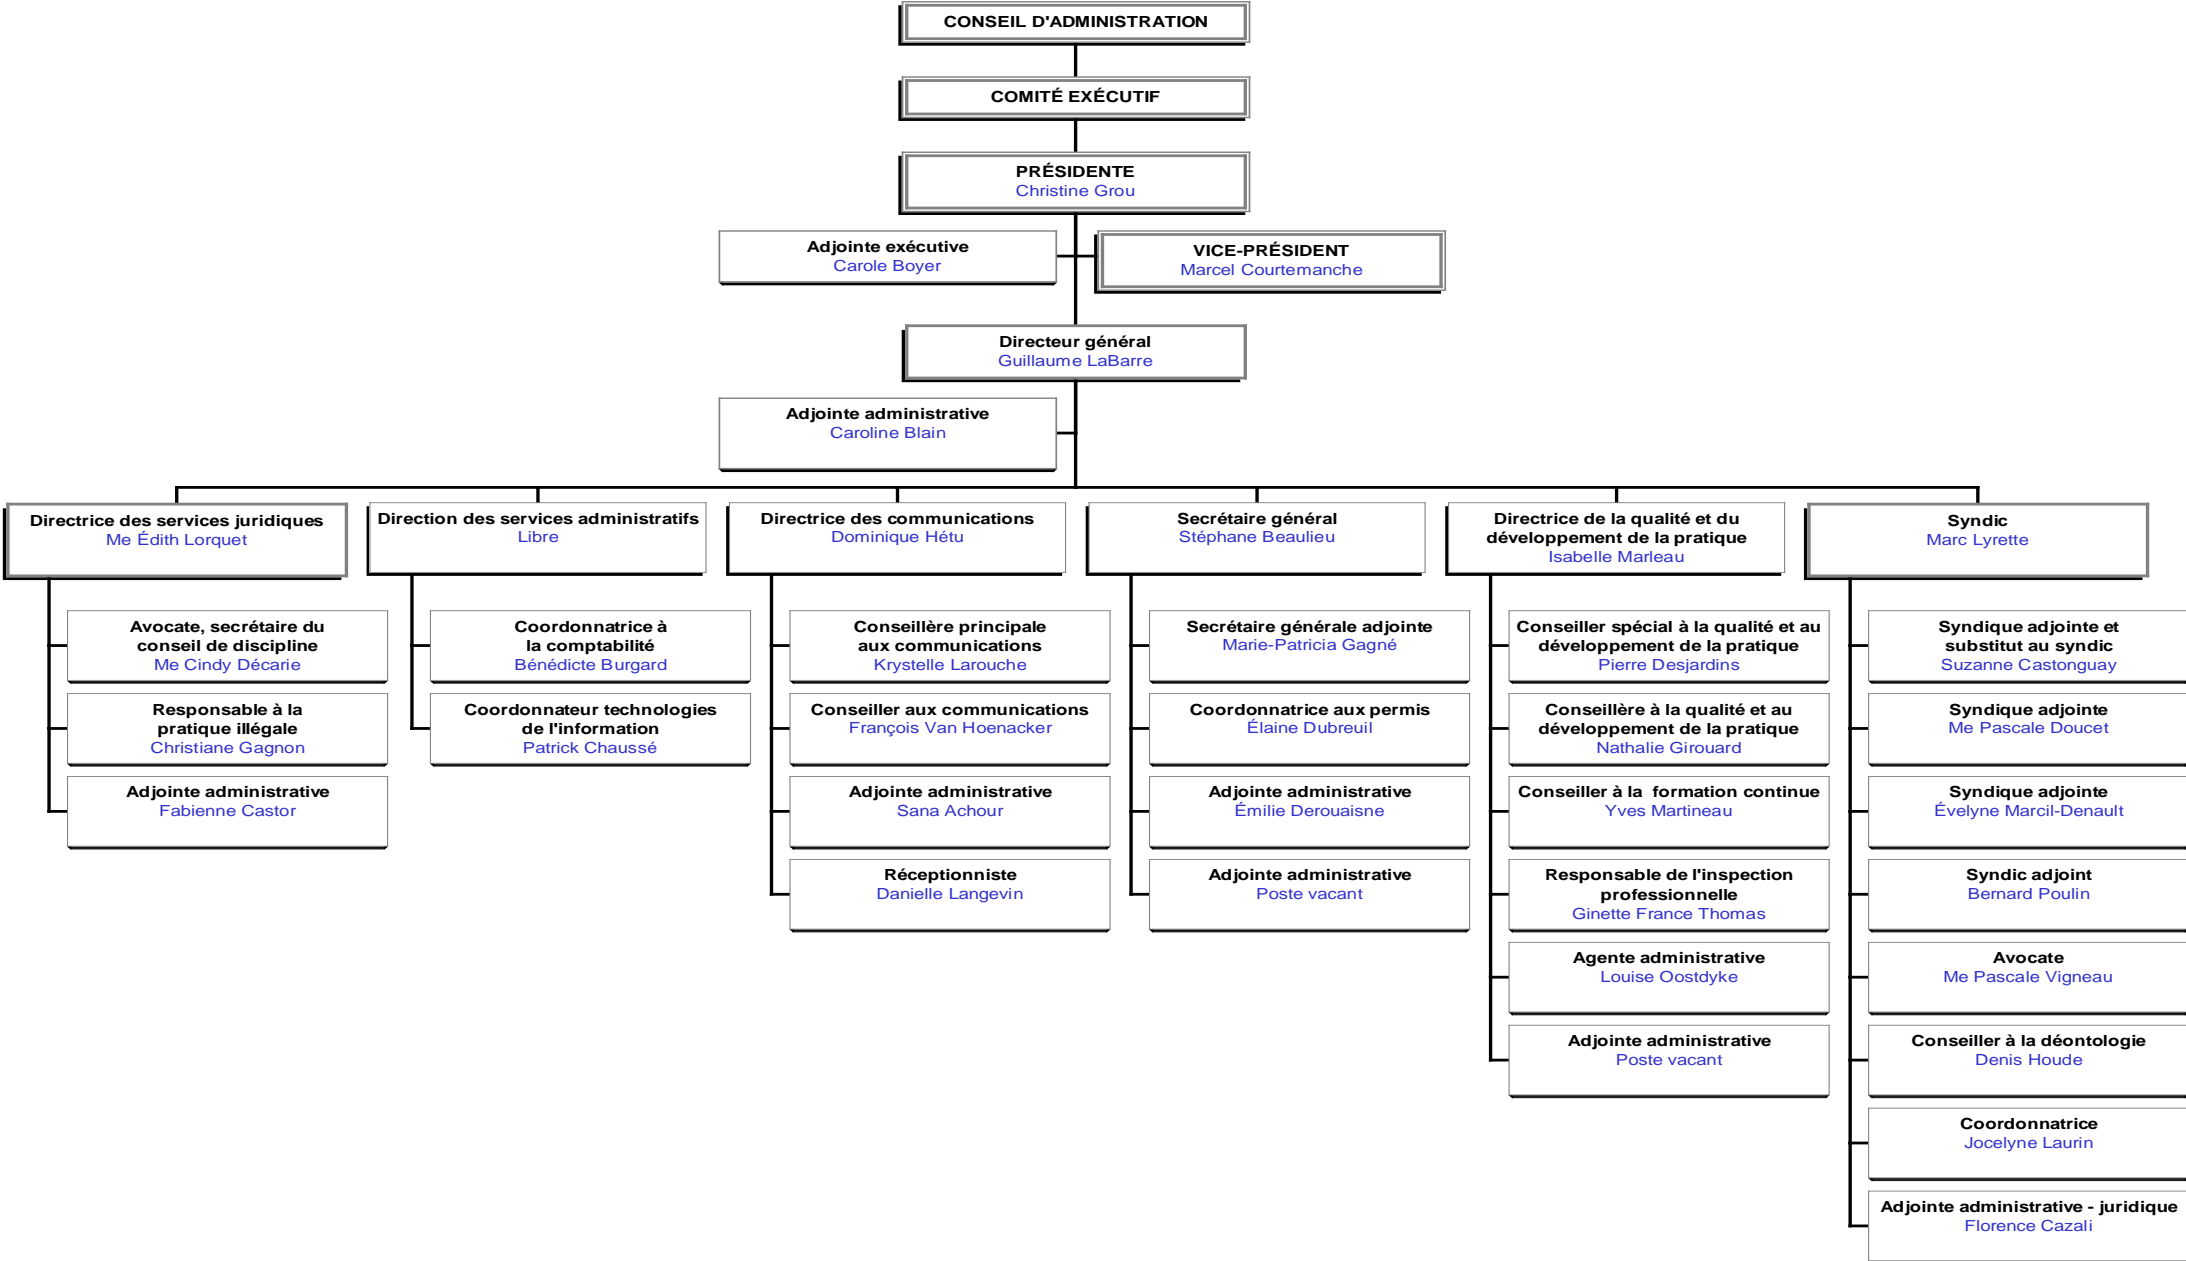 CONSEIL D'ADMINISTRATION
COMITÉ EXÉCUTIF
PRÉSIDENTE
Christine Grou
Adjointe exécutive
Carole Boyer
VICE-PRÉSIDENT
Marcel Courtemanche
Directeur général
Guillaume LaBarre
Adjointe administrative
Caroline Blain
Directrice des services juridiques
Me Édith Lorquet
Avocate, secrétaire du
conseil de discipline
Me Cindy Décarie
Responsable à la
pratique illégale
Christiane Gagnon
Adjointe administrative
Fabienne Castor
Direction des services administratifs
Libre
Coordonnatrice à
la comptabilité
Bénédicte Burgard
Coordonnateur technologies
de l'information
Patrick Chaussé
Directrice des communications
Dominique Hétu
Conseillère principale
aux communications
Krystelle Larouche
Conseiller aux communications
François Van Hoenacker
Adjointe administrative
Sana Achour
Réceptionniste
Danielle Langevin
Secrétaire général
Stéphane Beaulieu
Secrétaire générale adjointe
Marie-Patricia Gagné
Coordonnatrice aux permis
Élaine Dubreuil
Adjointe administrative
Émilie Derouaisne
Adjointe administrative
Poste vacant
Directrice de la qualité et du
développement de la pratique
Isabelle Marleau
Conseiller spécial à la qualité et au
développement de la pratique
Pierre Desjardins
Conseillère à la qualité et au
développement de la pratique
Nathalie Girouard
Conseiller à la formation continue
Yves Martineau
Responsable de l'inspection
professionnelle
Ginette France Thomas
Agente administrative
Louise Oostdyke
Adjointe administrative
Poste vacant
Syndic
Marc Lyrette
Syndique adjointe et
substitut au syndic
Suzanne Castonguay
Syndique adjointe
Me Pascale Doucet
Syndique adjointe
Évelyne Marcil-Denault
Syndic adjoint
Bernard Poulin
Avocate
Me Pascale Vigneau
Conseiller à la déontologie
Denis Houde
Coordonnatrice
Jocelyne Laurin
Adjointe administrative - juridique
Florence Cazali